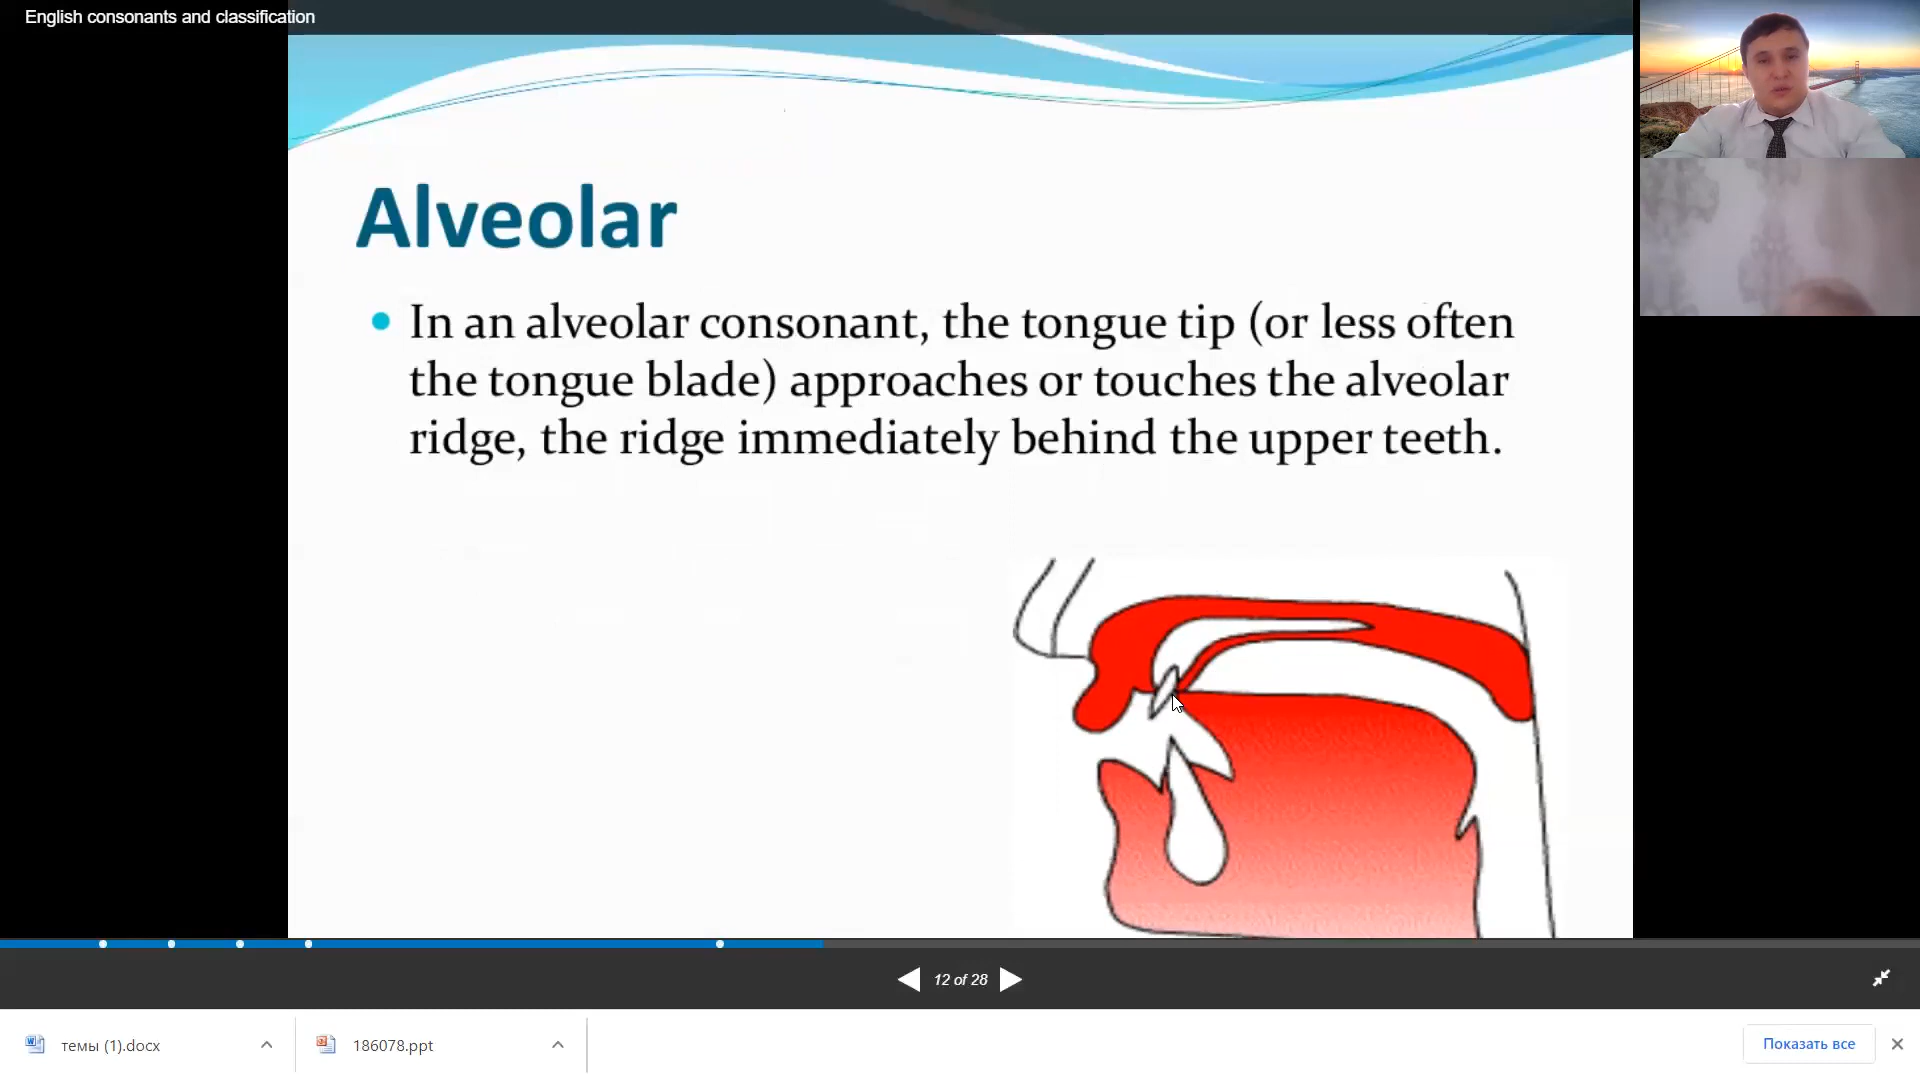 English consonants and classification
Alveolar
• In an alveolar consonant, the tongue tip (or less often
the tongue blade) approaches or touches the alveolar
ridge, the ridge immediately behind the upper teeth.
12 of 28
темы (1).docx
186078.ppt
Показать все